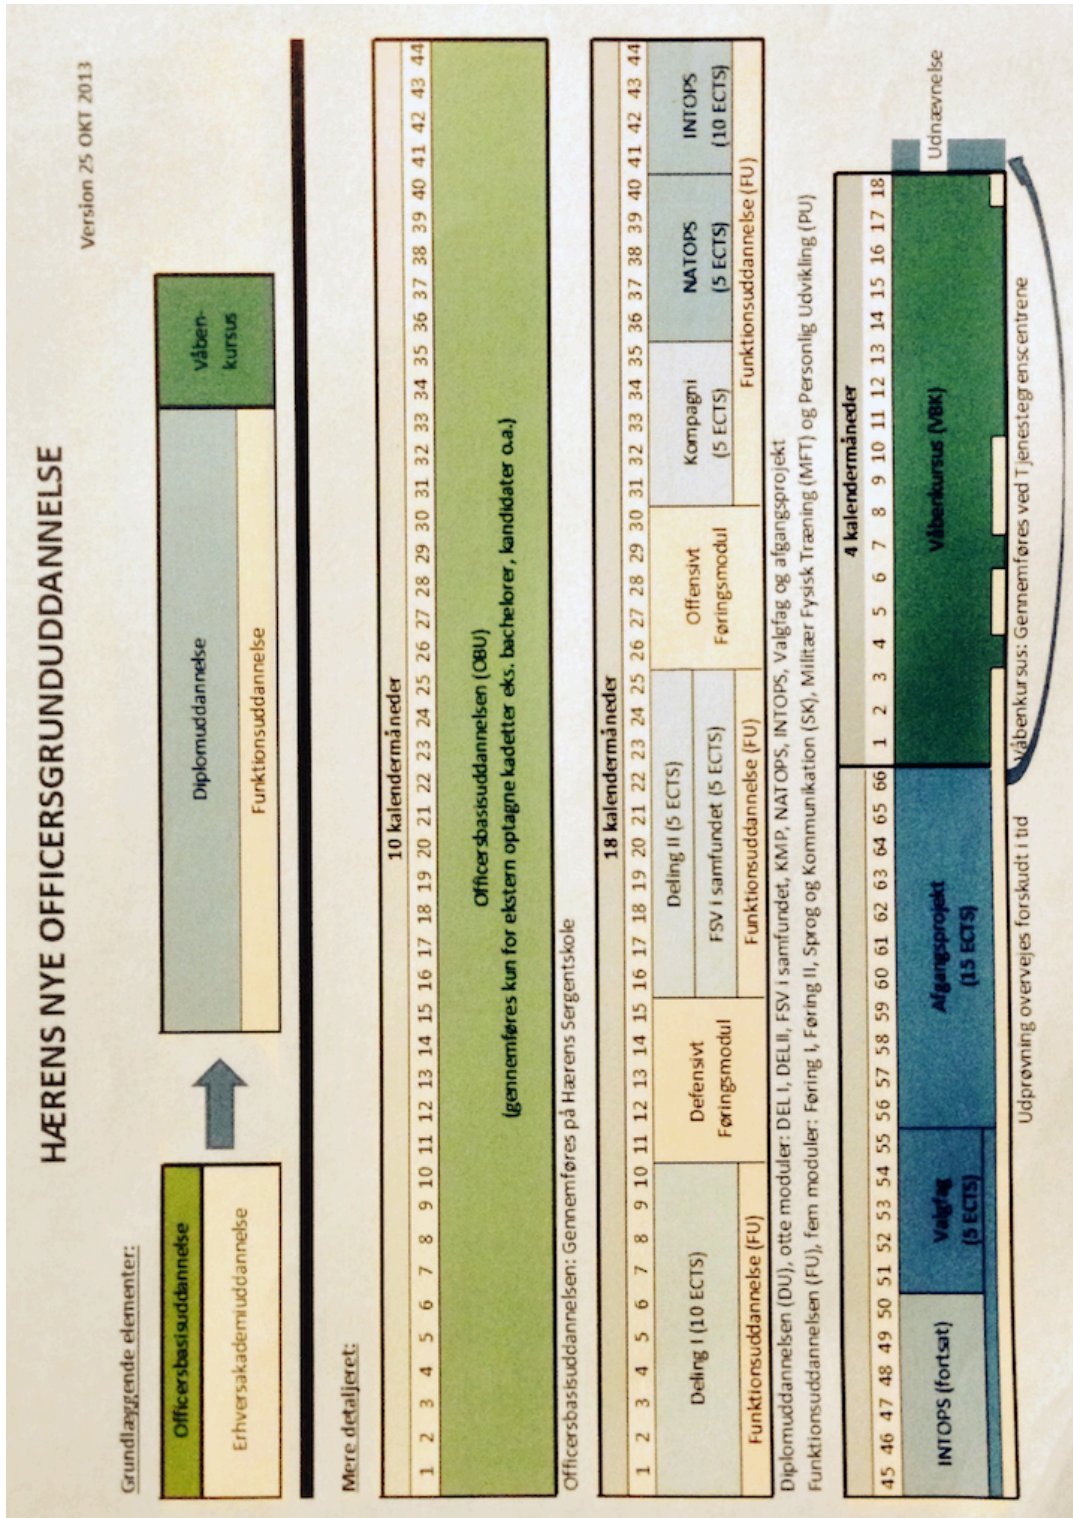 HÆRENS NYE OFFICERSGRUNDUDDANNELSE
Version 25 OKT 2013
Grundlæggende elementer:
Officersbasisuddannelse
Erhversakademiuddannelse
Diplomuddannelse
Funktionsuddannelse
Våben-
kursus
Mere detaljeret:
10 kalendermåneder
1 2 3 4 5 6 7 8 9 10 11 12 13 14 15 16 17 18 19 20 21 22 23 24 25 26 27 28 29 30 31 32 33 34 35 36 37 38 39 40 41 42 43 44
Officersbasisuddannelsen (OBU)
(gennemføres kun for ekstern optagne kadetter eks. bachelorer, kandidater o.a.)
Officersbasisuddannelsen: Gennemføres på Hærens Sergentskole
18 kalendermåneder
1 2 3 4 5 6 7 8 9 10 11 12 13 14 15 16 17 18 19 20 21 22 23 24 25 26 27 28 29 30 31 32 33 34 35 36 37 38 39 40 41 42 43 44
Deling I (10 ECTS)
Funktionsuddannelse (FU)
Defensivt
Føringsmodul
Deling II (5 ECTS)
FSV i samfundet (5 ECTS)
Funktionsuddannelse (FU)
Offensivt
Føringsmodul
Kompagni
(5 ECTS)
NATOPS
(5 ECTS)
INTOPS
(10 ECTS)
Funktionsuddannelse (FU)
Diplomuddannelsen (DU), otte moduler: DEL I, DELII, FSV i samfundet, KMP, NATOPS, INTOPS, Valgfag og afgangsprojekt
Funktionsuddannelsen (FU), fem moduler: Føring I, Føring II, Sprog og Kommunikation (SK), Militær Fysisk Træning (MFT) og Personlig Udvikling (PU)
4 kalendermåneder
45 46 47 48 49 50 51 52 53 54 55 56 57 58 59 60 61 62 63 64 65 66 1 2 3 4 5 6 7 8 9 10 11 12 13 14 15 16 17 18
INTOPS (fortsat)
Valgfag
(5 ECTS)
Afgangsprojekt
(15 ECTS)
Våbenkursus (VBK)
Udnævnelse
Udprøvning overvejes forskudt i tid
Våbenkursus: Gennemføres ved Tjenestegrenscentrene